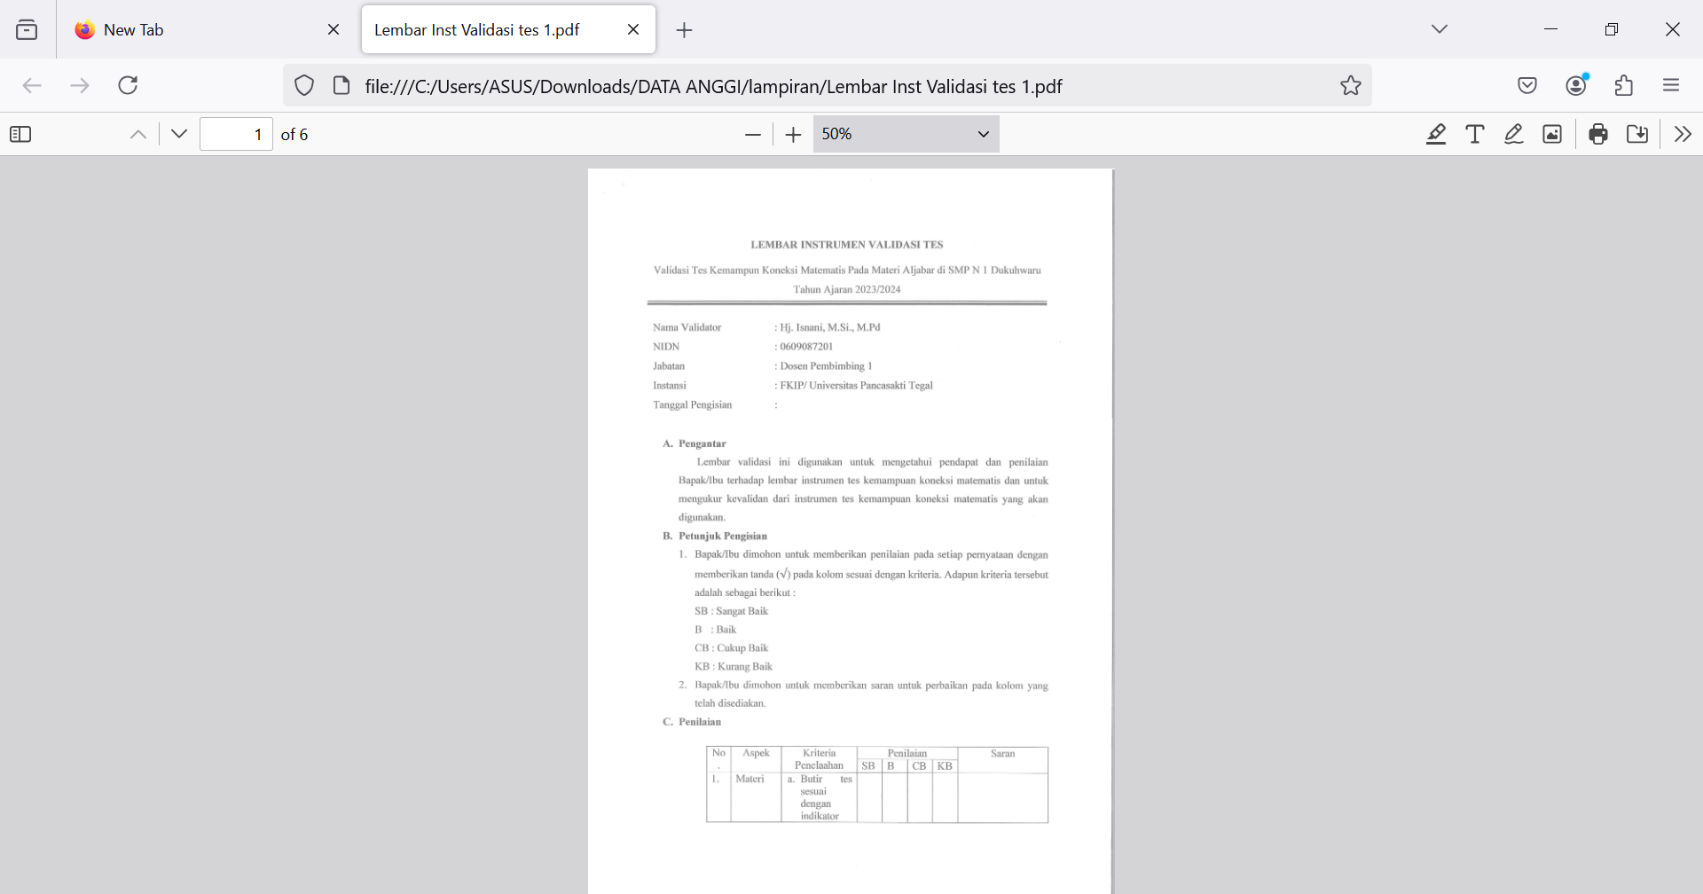 New Tab
Lembar Inst Validasi tes 1.pdf
file:///C:/Users/ASUS/Downloads/DATA ANGGI/lampiran/Lembar Inst Validasi tes 1.pdf
1 of 6
50%
LEMBAR INSTRUMEN VALIDASI TES
Validasi Tes Kemampun Koneksi Matematis Pada Materi Aljabar di SMP N 1 Dukuhwaru
Tahun Ajaran 2023/2024
Nama Validator : Hj. Isnani, M.Si., M.Pd
NIDN : 0609087201
Jabatan : Dosen Pembimbing 1
Instansi : FKIP/ Universitas Pancasakti Tegal
Tanggal Pengisian :
A. Pengantar
Lembar validasi ini digunakan untuk mengetahui pendapat dan penilaian
Bapak/Ibu terhadap lembar instrumen tes kemampuan koneksi matematis dan untuk
mengukur kevalidan dari instrumen tes kemampuan koneksi matematis yang akan
digunakan.
B. Petunjuk Pengisian
1. Bapak/Ibu dimohon untuk memberikan penilaian pada setiap pernyataan dengan
memberikan tanda (√) pada kolom sesuai dengan kriteria. Adapun kriteria tersebut
adalah sebagai berikut :
SB : Sangat Baik
B : Baik
CB : Cukup Baik
KB : Kurang Baik
2. Bapak/Ibu dimohon untuk memberikan saran untuk perbaikan pada kolom yang
telah disediakan.
C. Penilaian
No Aspek Kriteria Penilaian Saran
. Penelaahan SB B CB KB
1. Materi a. Butir tes
sesuai
dengan
indikator